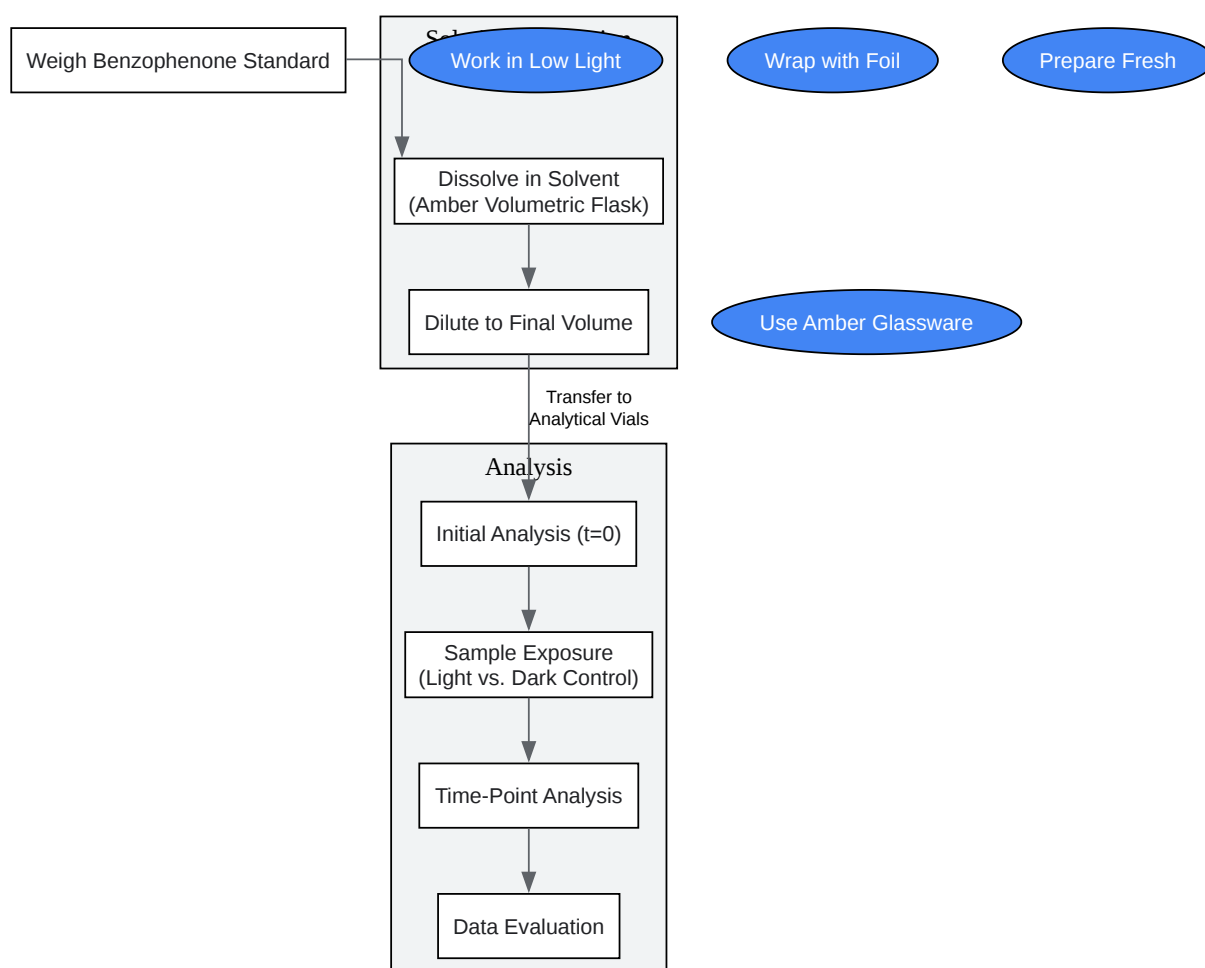 Weigh Benzophenone Standard
Work in Low Light
Wrap with Foil
Prepare Fresh
Dissolve in Solvent
(Amber Volumetric Flask)
Dilute to Final Volume
Use Amber Glassware
Transfer to
Analytical Vials
Analysis
Initial Analysis (t=0)
Sample Exposure
(Light vs. Dark Control)
Time-Point Analysis
Data Evaluation